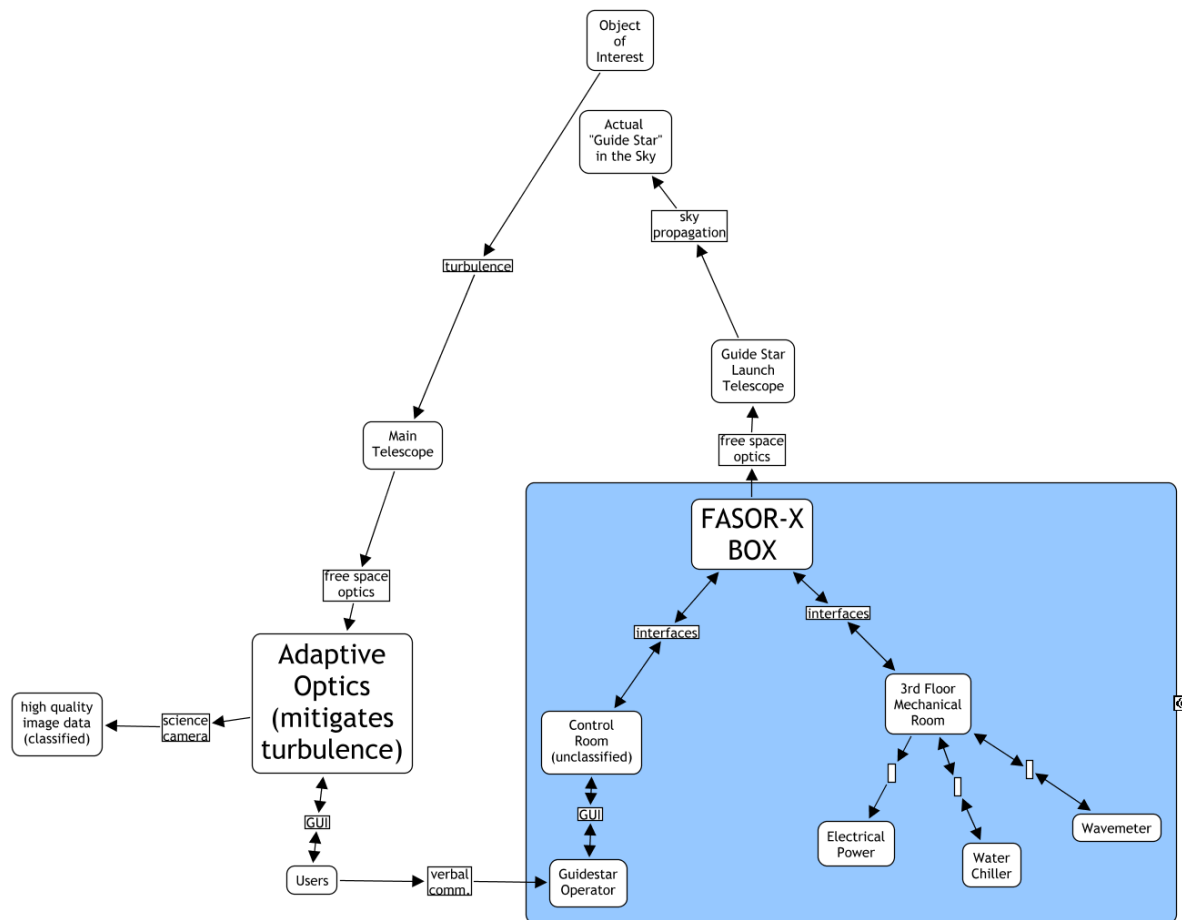 Object
of
Interest
Actual
"Guide Star"
in the Sky
sky
propagation
turbulence
Guide Star
Launch
Telescope
Main
Telescope
free space
optics
FASOR-X
BOX
free space
optics
interfaces
interfaces
Adaptive
Optics
(mitigates
turbulence)
high quality
image data
(classified)
science
camera
Control
Room
(unclassified)
3rd Floor
Mechanical
Room
GUI
GUI
Electrical
Power
Water
Chiller
Wavemeter
Users
verbal
comm.
Guidestar
Operator